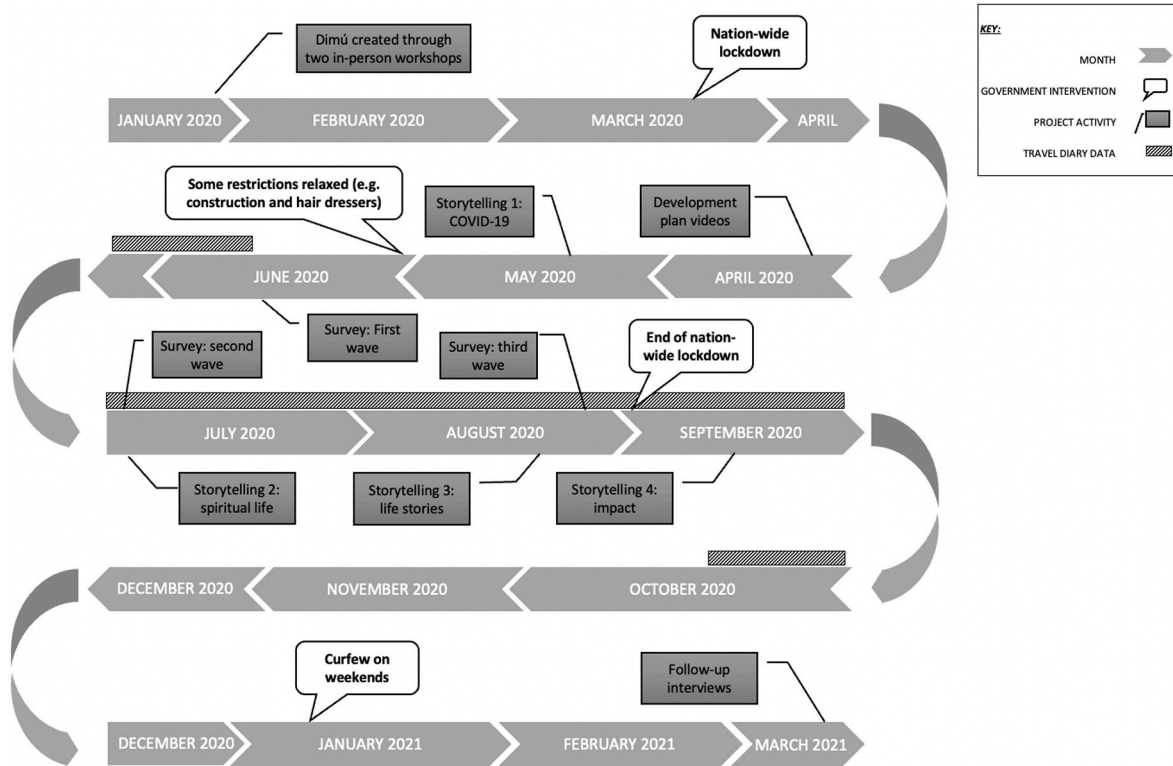 Dimú created through
two in-person workshops
Nation-wide
lockdown
KEY:
MONTH
GOVERNMENT INTERVENTION
PROJECT ACTIVITY
TRAVEL DIARY DATA
JANUARY 2020
FEBRUARY 2020
MARCH 2020
APRIL
Some restrictions relaxed (e.g.
construction and hair dressers)
Storytelling 1:
COVID-19
Development
plan videos
JUNE 2020
MAY 2020
APRIL 2020
Survey: second
wave
Survey: First
wave
Survey: third
wave
End of nation-
wide lockdown
JULY 2020
AUGUST 2020
SEPTEMBER 2020
Storytelling 2:
spiritual life
Storytelling 3:
life stories
Storytelling 4:
impact
DECEMBER 2020
NOVEMBER 2020
OCTOBER 2020
Curfew on
weekends
Follow-up
interviews
DECEMBER 2020
JANUARY 2021
FEBRUARY 2021
MARCH 2021